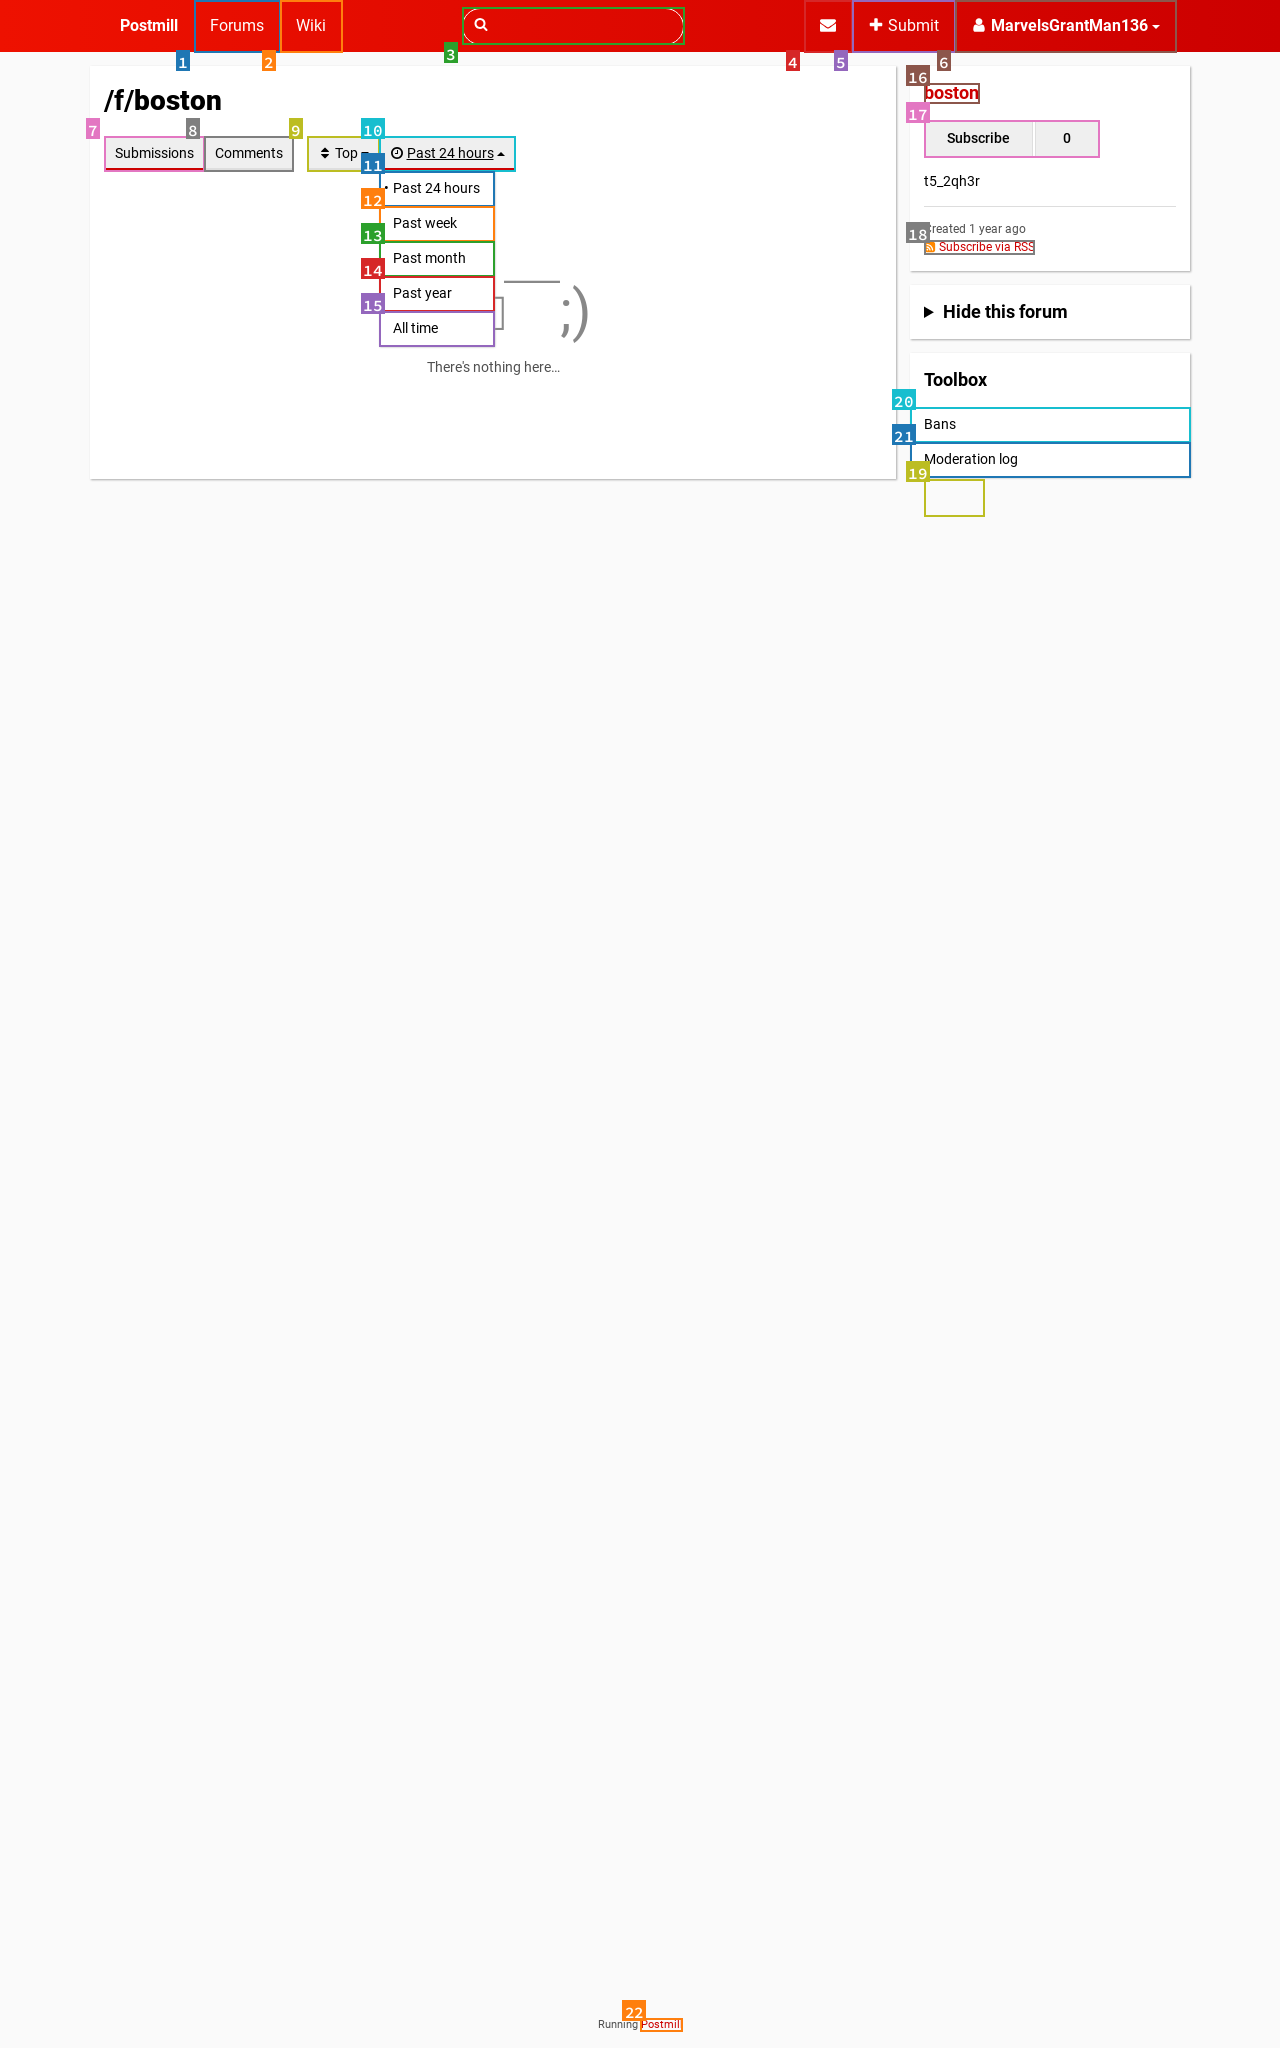 Postmill Forums Wiki Submit MarvelsGrantMan136
1 2 3 4 5 6
/f/boston
7 8 9 10
Submissions Comments Top Past 24 hours
11 Past 24 hours
12 Past week
13 Past month
14 Past year
15 All time
;)
There's nothing here…
16
boston
17
Subscribe 0
t5_2qh3r
18 Created 1 year ago
Subscribe via RSS
Hide this forum
Toolbox
20
Bans
21
Moderation log
19
22
Running Postmill